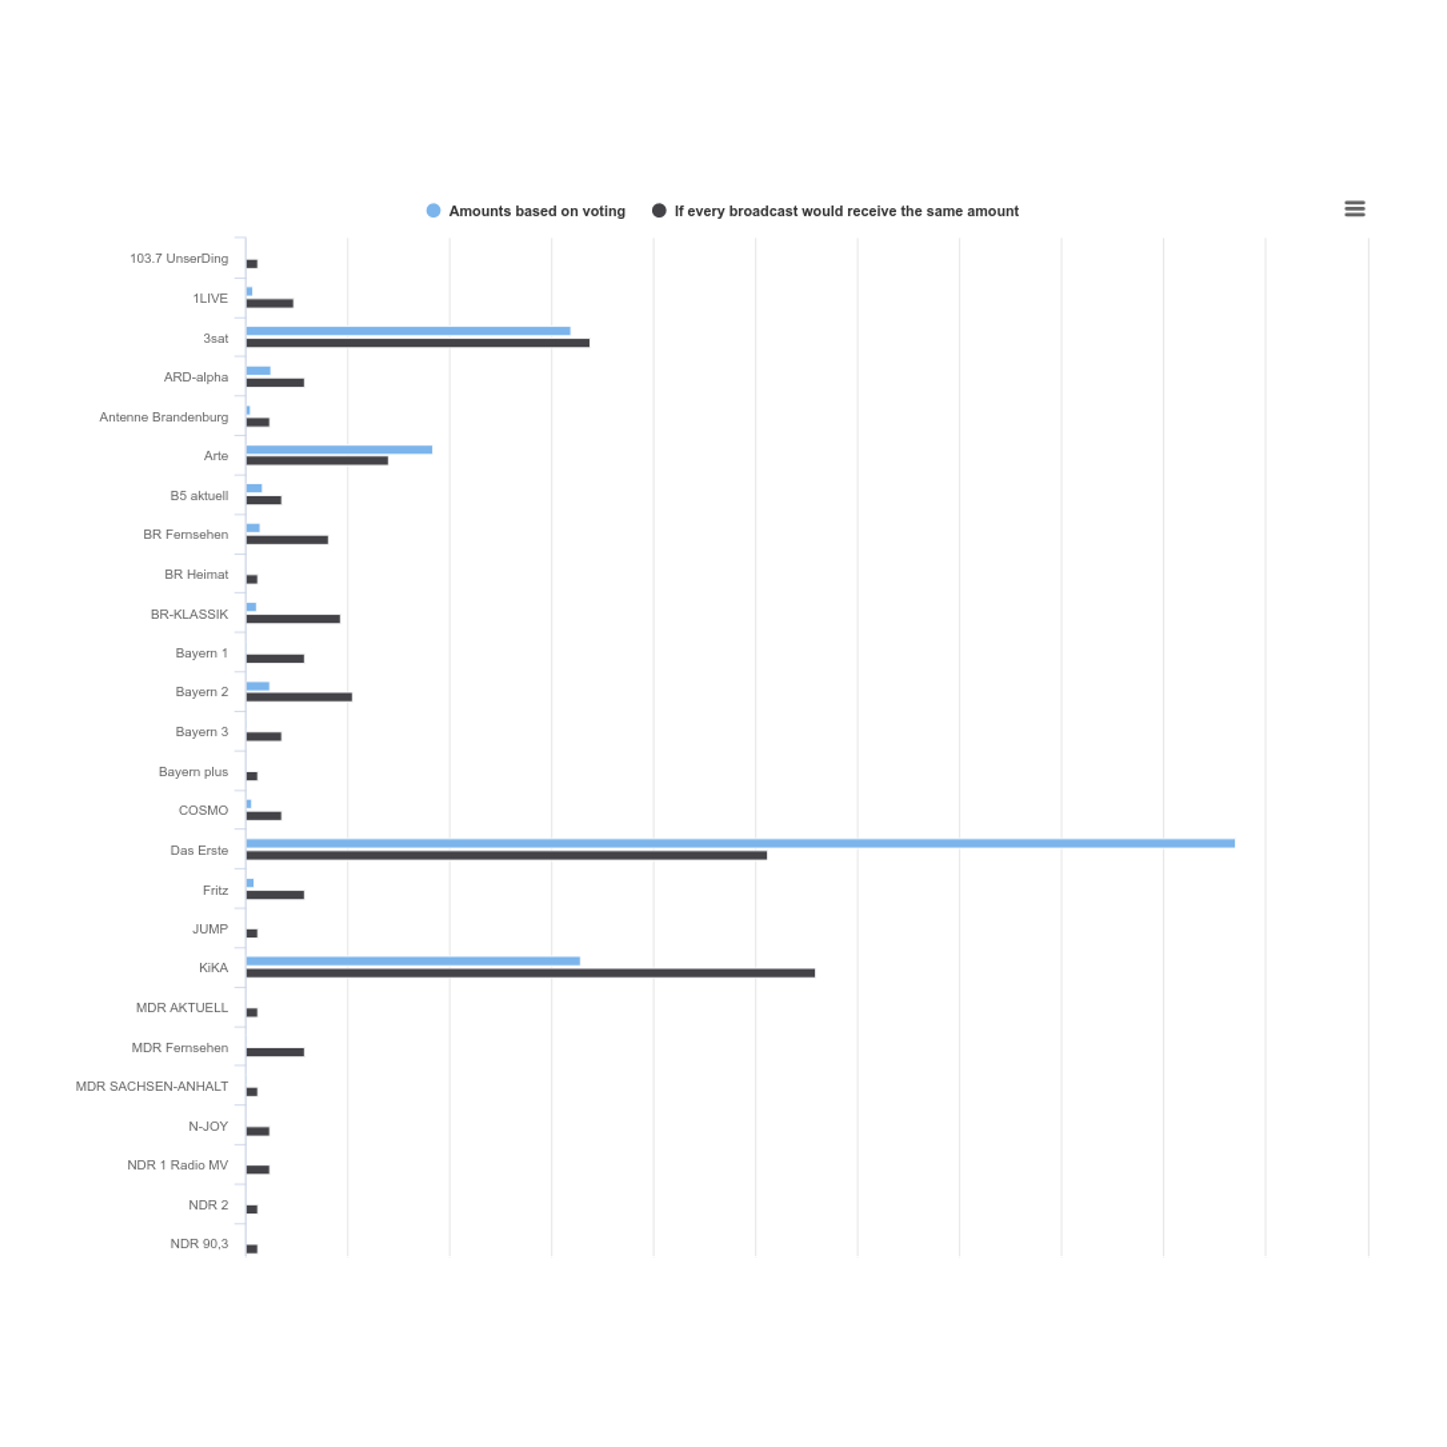 Amounts based on voting
If every broadcast would receive the same amount
103.7 UnserDing
1LIVE
3sat
ARD-alpha
Antenne Brandenburg
Arte
B5 aktuell
BR Fernsehen
BR Heimat
BR-KLASSIK
Bayern 1
Bayern 2
Bayern 3
Bayern plus
COSMO
Das Erste
Fritz
JUMP
KiKA
MDR AKTUELL
MDR Fernsehen
MDR SACHSEN-ANHALT
N-JOY
NDR 1 Radio MV
NDR 2
NDR 90,3